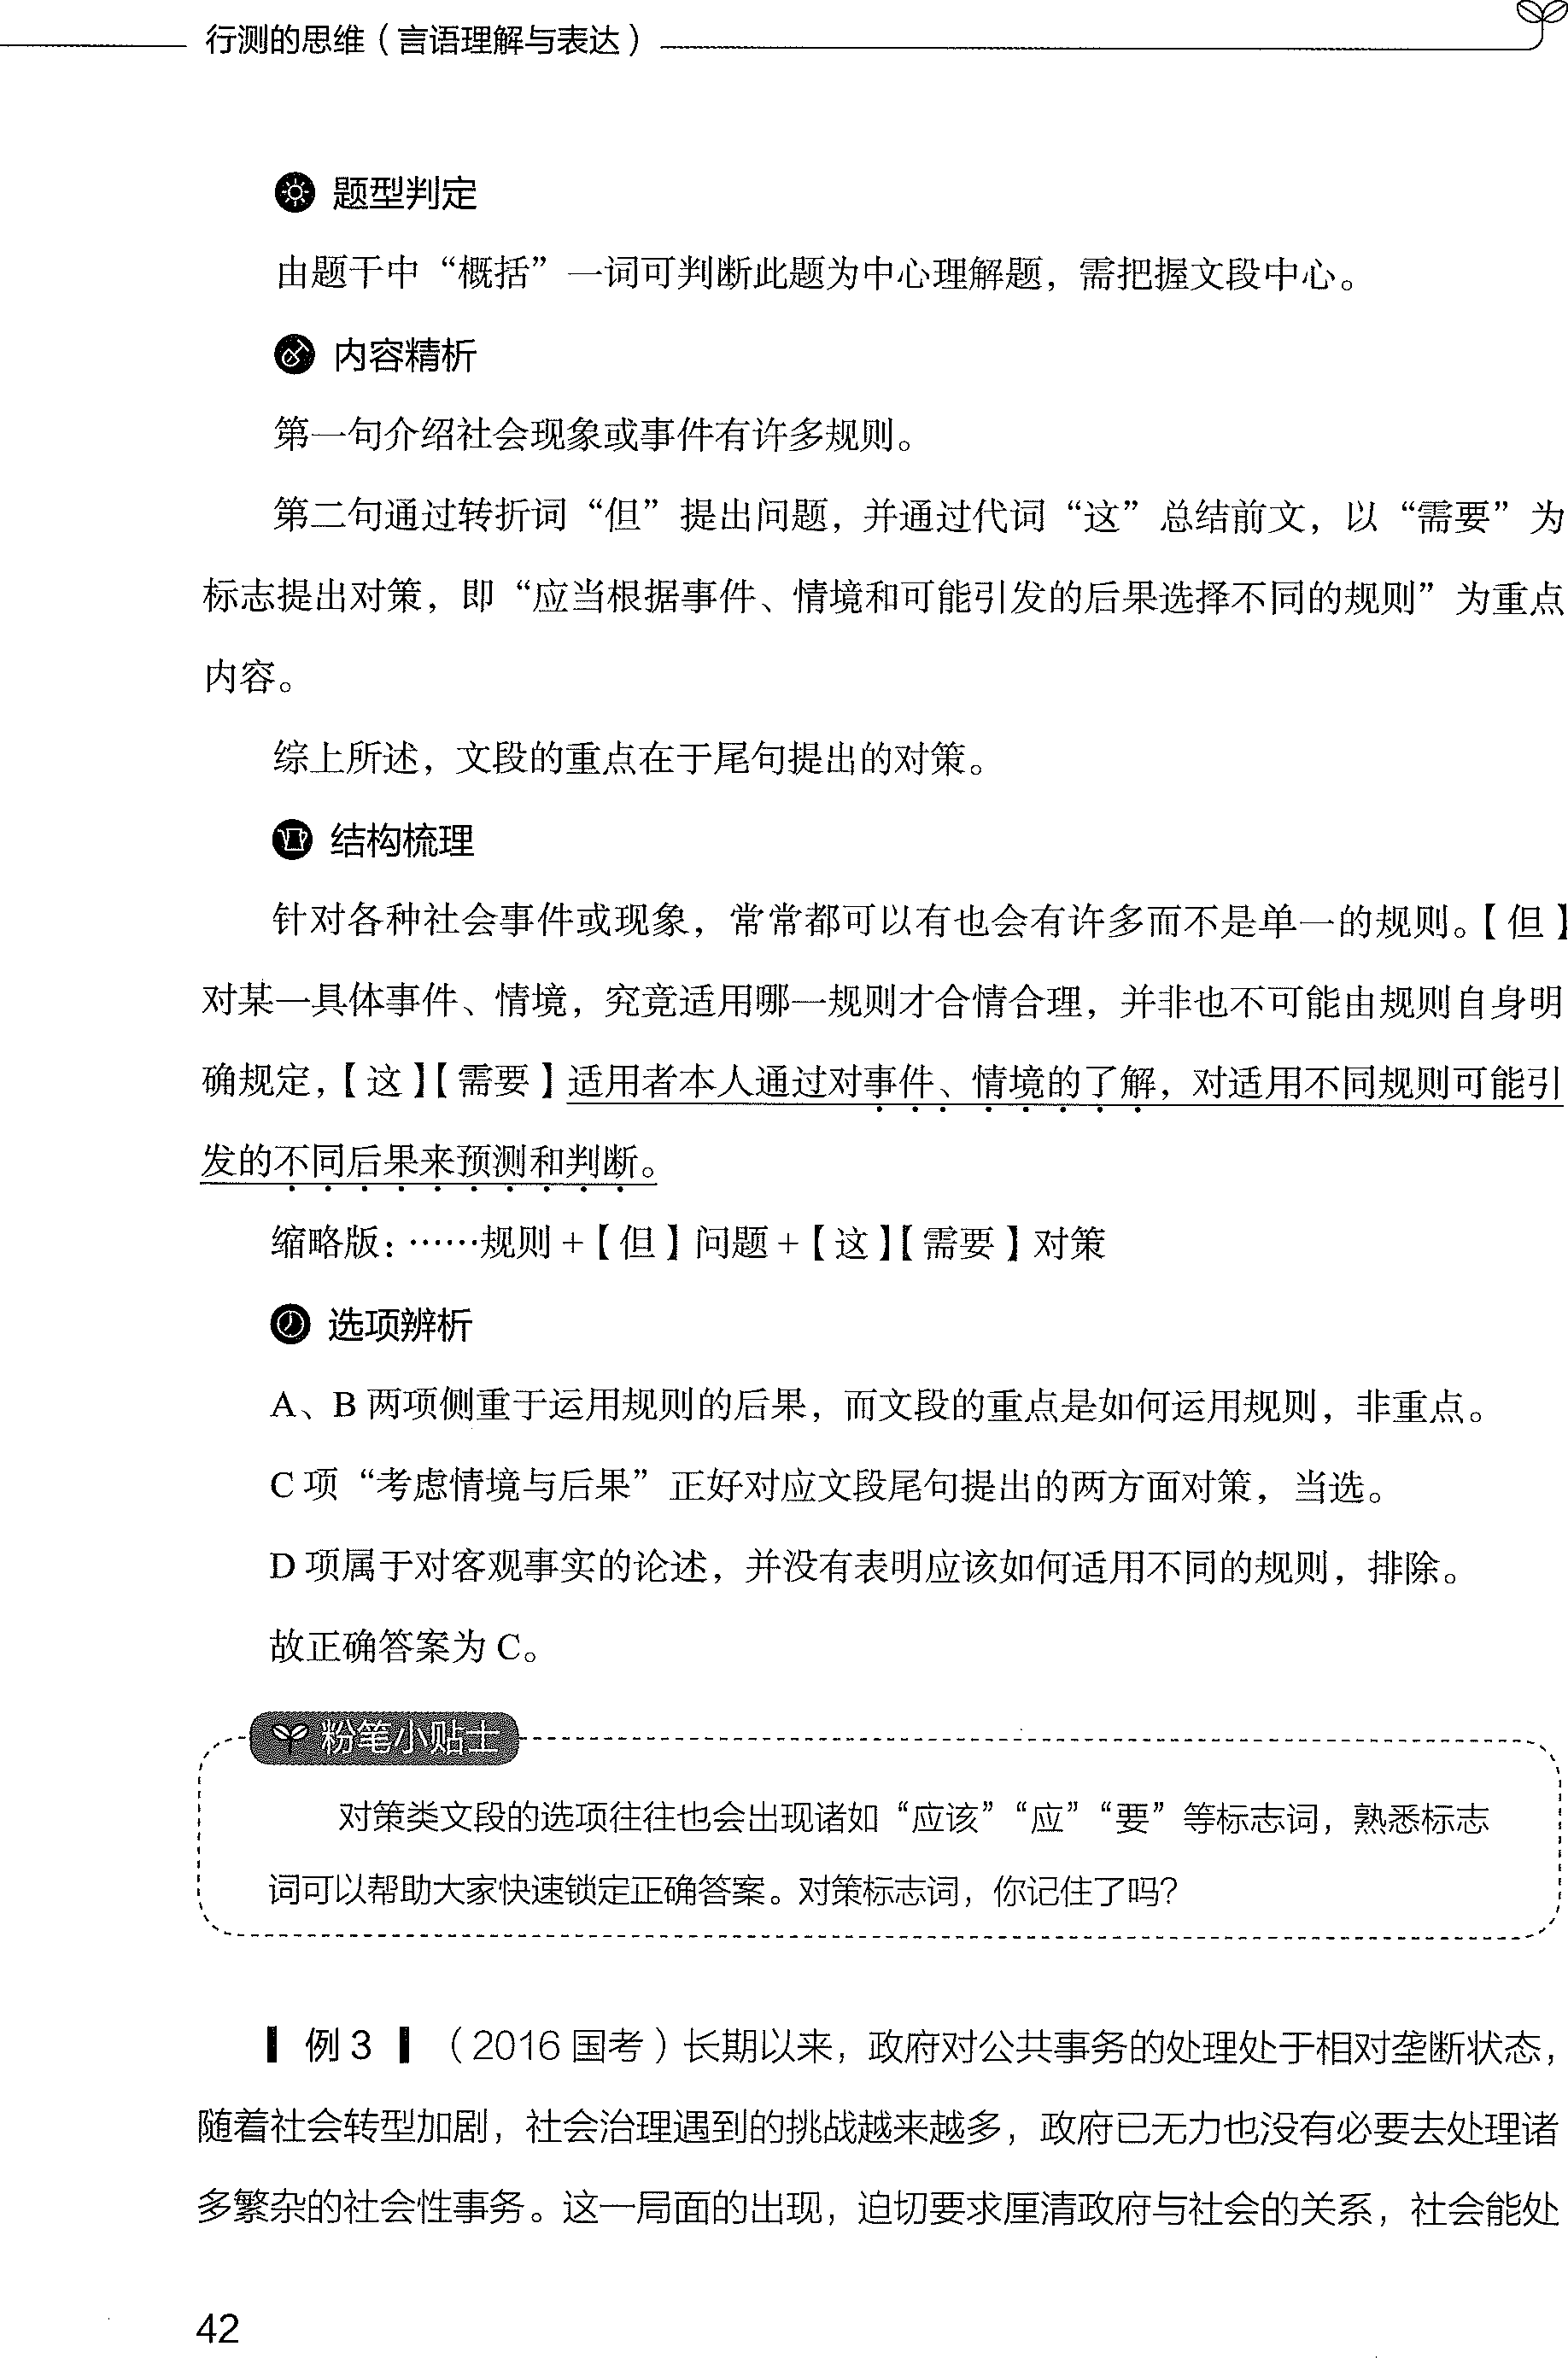 行测的思维（言语理解与表达）
题型判定
由题干中“概括”一词可判断此题为中心理解题，需把握文段中心。
内容精析
第一句介绍社会现象或事件有许多规则。
第二句通过转折词“但”提出问题，并通过代词“这”总结前文，以“需要”为
标志提出对策，即“应当根据事件、情境和可能引发的后果选择不同的规则”为重点
内容。
综上所述，文段的重点在于尾句提出的对策。
结构梳理
针对各种社会事件或现象，常常都可以有也会有许多而不是单一的规则。【但】
对某一具体事件、情境，究竟适用哪一规则才合情合理，并非也不可能由规则自身明
确规定，【这】【需要】适用者本人通过对事件、情境的了解，对适用不同规则可能引
发的不同后果来预测和判断。
缩略版：……规则+【但】问题+【这】【需要】对策
选项辨析
A、B 两项侧重于运用规则的后果，而文段的重点是如何运用规则，非重点。
C 项“考虑情境与后果”正好对应文段尾句提出的两方面对策，当选。
D 项属于对客观事实的论述，并没有表明应该如何适用不同的规则，排除。
故正确答案为 C。
粉笔小贴士
对策类文段的选项往往也会出现诸如“应该”“应”“要”等标志词，熟悉标志
词可以帮助大家快速锁定正确答案。对策标志词，你记住了吗？
例 3 （2016 国考）长期以来，政府对公共事务的处理处于相对垄断状态，
随着社会转型加剧，社会治理遇到的挑战越来越多，政府已无力也没有必要去处理诸
多繁杂的社会性事务。这一局面的出现，迫切要求厘清政府与社会的关系，社会能处
42